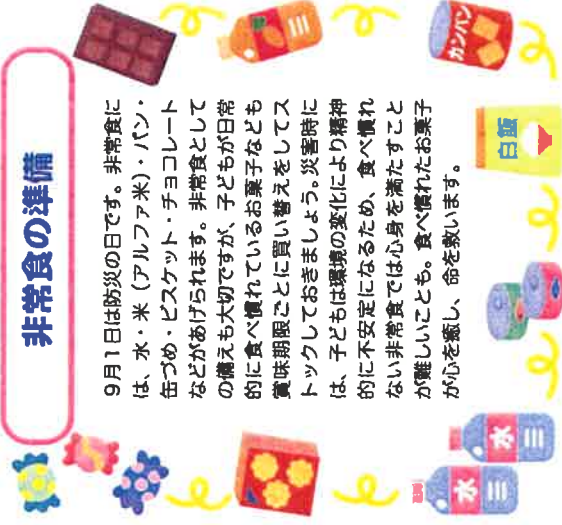 非常食の準備
9月1日は防災の日です。非常食に
は、水・米（アルファ米）・パン・
缶づめ・ビスケット・チョコレート
などがあげられます。非常食として
の備えも大切ですが、子どもが日常
的に食べ慣れているお菓子なども
賞味期限ごとに買い替えをしてス
トックしておきましょう。災害時に
は、子どもは環境の変化により精神
的に不安定になるため、食べ慣れ
ない非常食では心身を満たすこと
が難しいことも。食べ慣れたお菓子
が心を癒し、命を救います。
カンパン
白飯
水
水